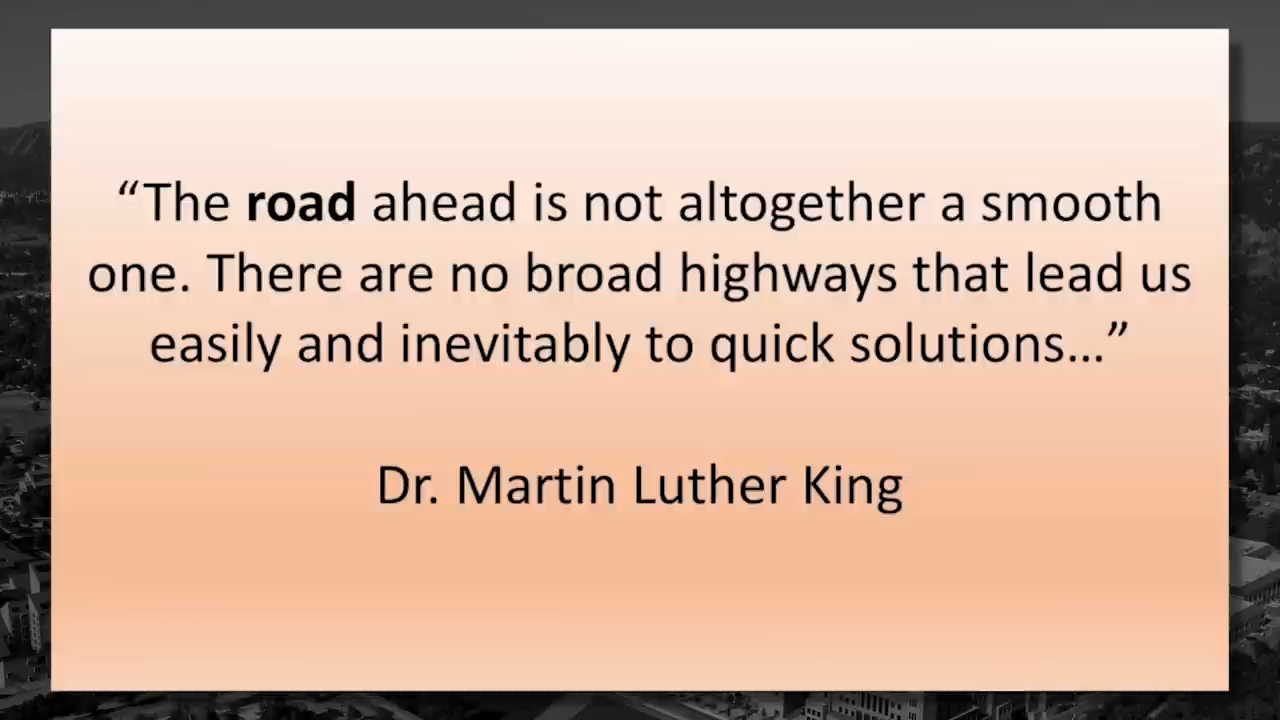 “The road ahead is not altogether a smooth
one. There are no broad highways that lead us
easily and inevitably to quick solutions...”
Dr. Martin Luther King